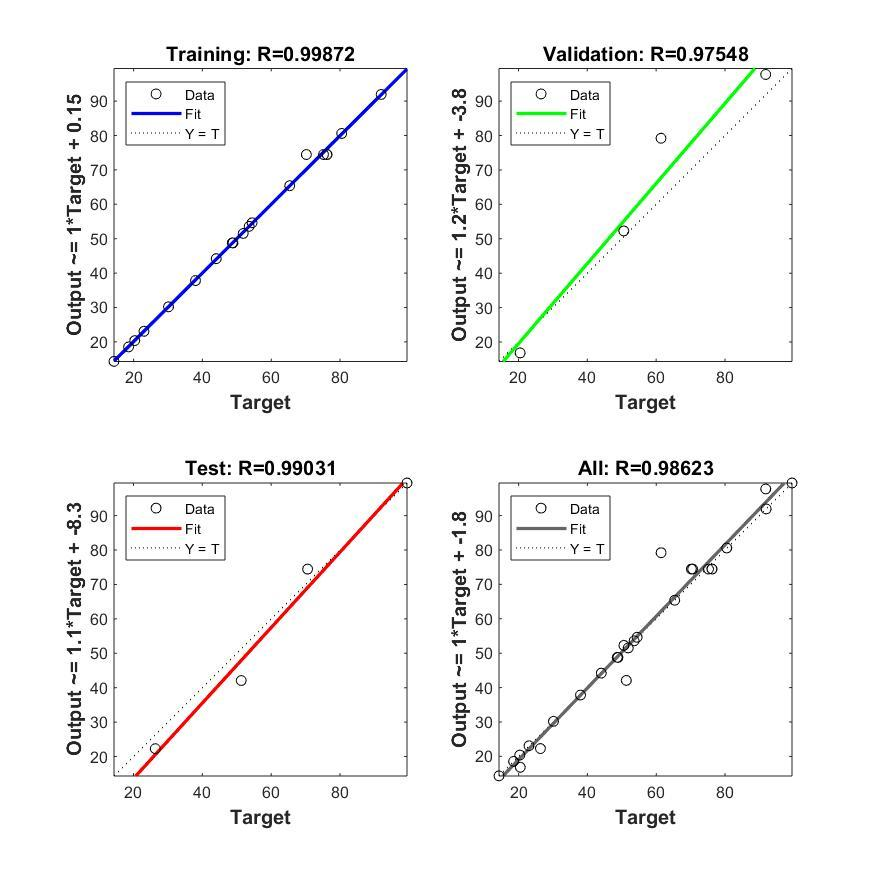 Training: R=0.99872
Output ~= 1*Target + 0.15
Data
Fit
Y = T
90
80
70
60
50
40
30
20
20 40 60 80
Target
Validation: R=0.97548
Output ~= 1.2*Target + -3.8
Data
Fit
Y = T
90
80
70
60
50
40
30
20
20 40 60 80
Target
Test: R=0.99031
Output ~= 1.1*Target + -8.3
Data
Fit
Y = T
90
80
70
60
50
40
30
20
20 40 60 80
Target
All: R=0.98623
Output ~= 1*Target + -1.8
Data
Fit
Y = T
90
80
70
60
50
40
30
20
20 40 60 80
Target